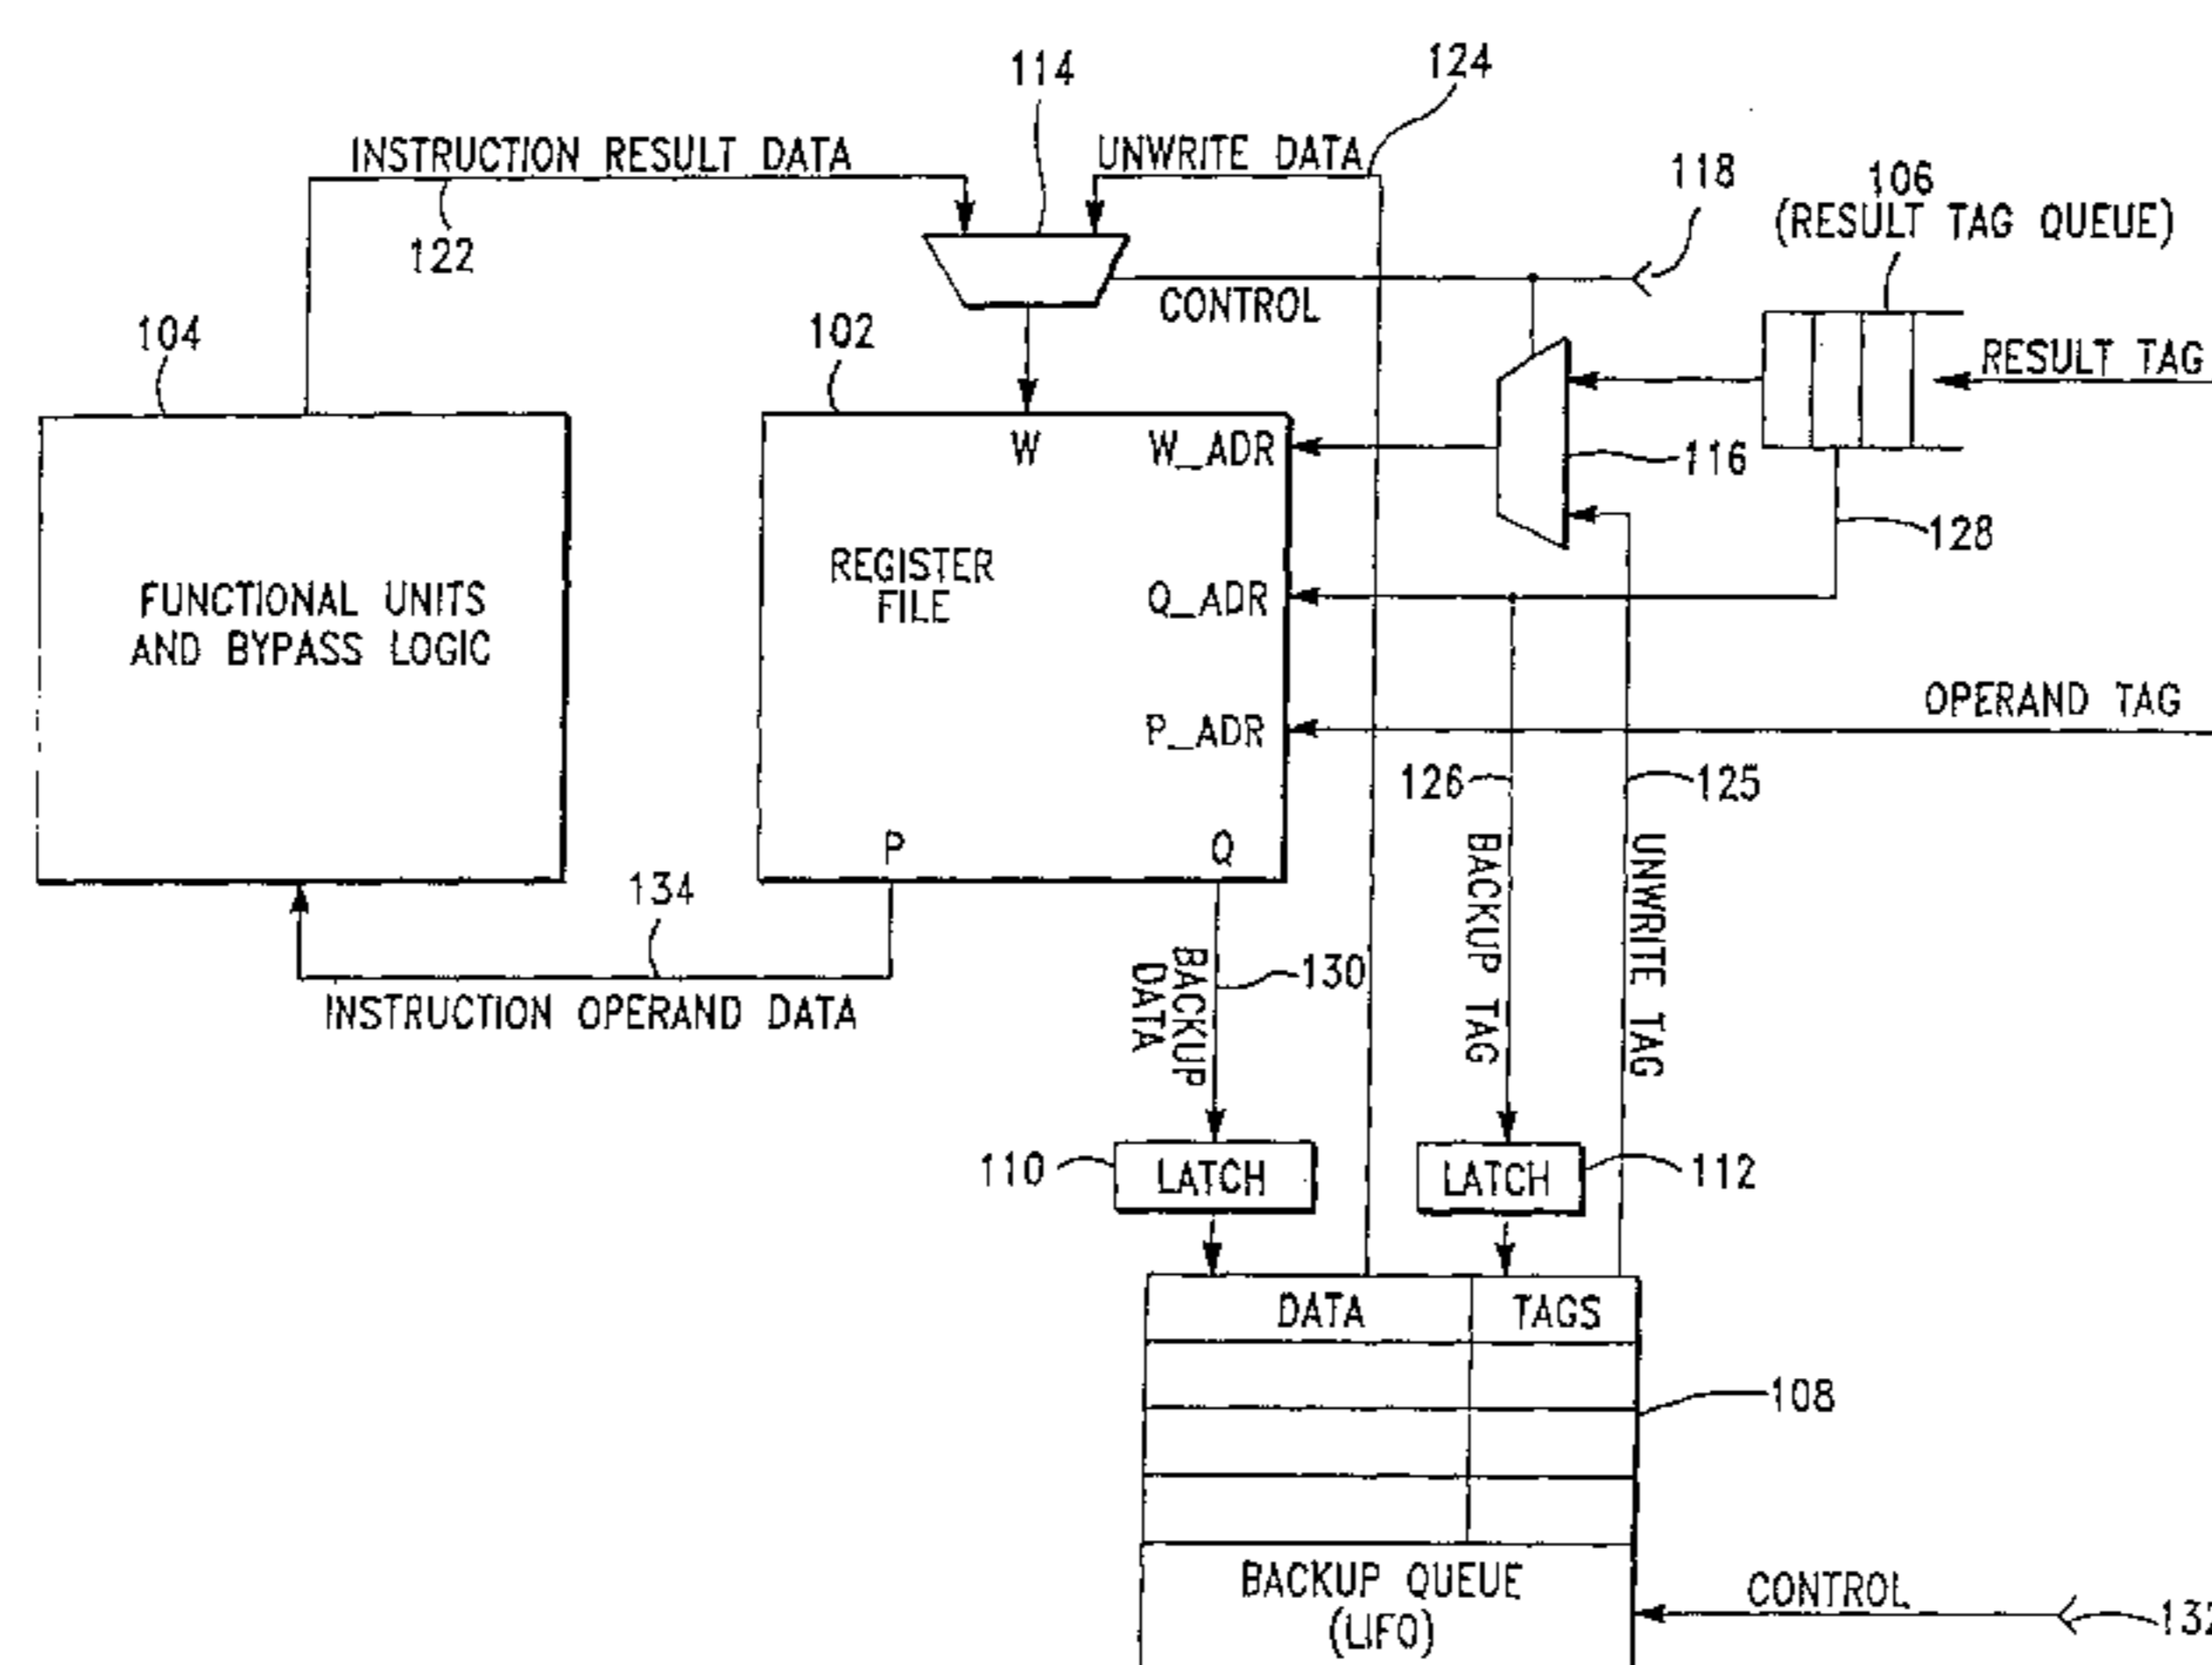 114
124
INSTRUCTION RESULT DATA
UNWRITE DATA
118
106
(RESULT TAG QUEUE)
122
CONTROL
104
102
RESULT TAG
W
W_ADR
116
128
REGISTER
FILE
Q_ADR
FUNCTIONAL UNITS
AND BYPASS LOGIC
OPERAND TAG
P_ADR
126
125
P
Q
134
BACKUP TAG
UNWRITE TAG
BACKUP
DATA
130
INSTRUCTION OPERAND DATA
110
LATCH
LATCH
112
DATA
TAGS
108
BACKUP QUEUE
(LIFO)
CONTROL
132